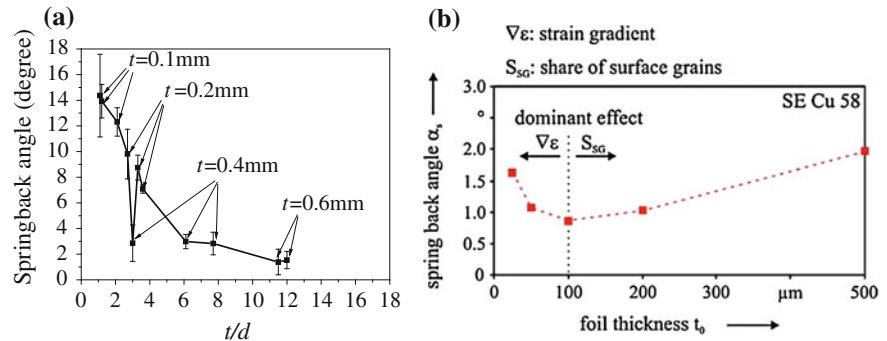 (a)
Springback angle (degree)
18
16
14
12
10
8
6
4
2
0
t=0.1mm
t=0.2mm
t=0.4mm
t=0.6mm
0 2 4 6 8 10 12 14 16 18
t/d
(b)
∇ε: strain gradient
S_SG: share of surface grains
spring back angle α_s
3.0
°
2.0
1.5
1.0
0.5
0
SE Cu 58
dominant effect
∇ε S_SG
0 100 200 300 µm 500
foil thickness t_0